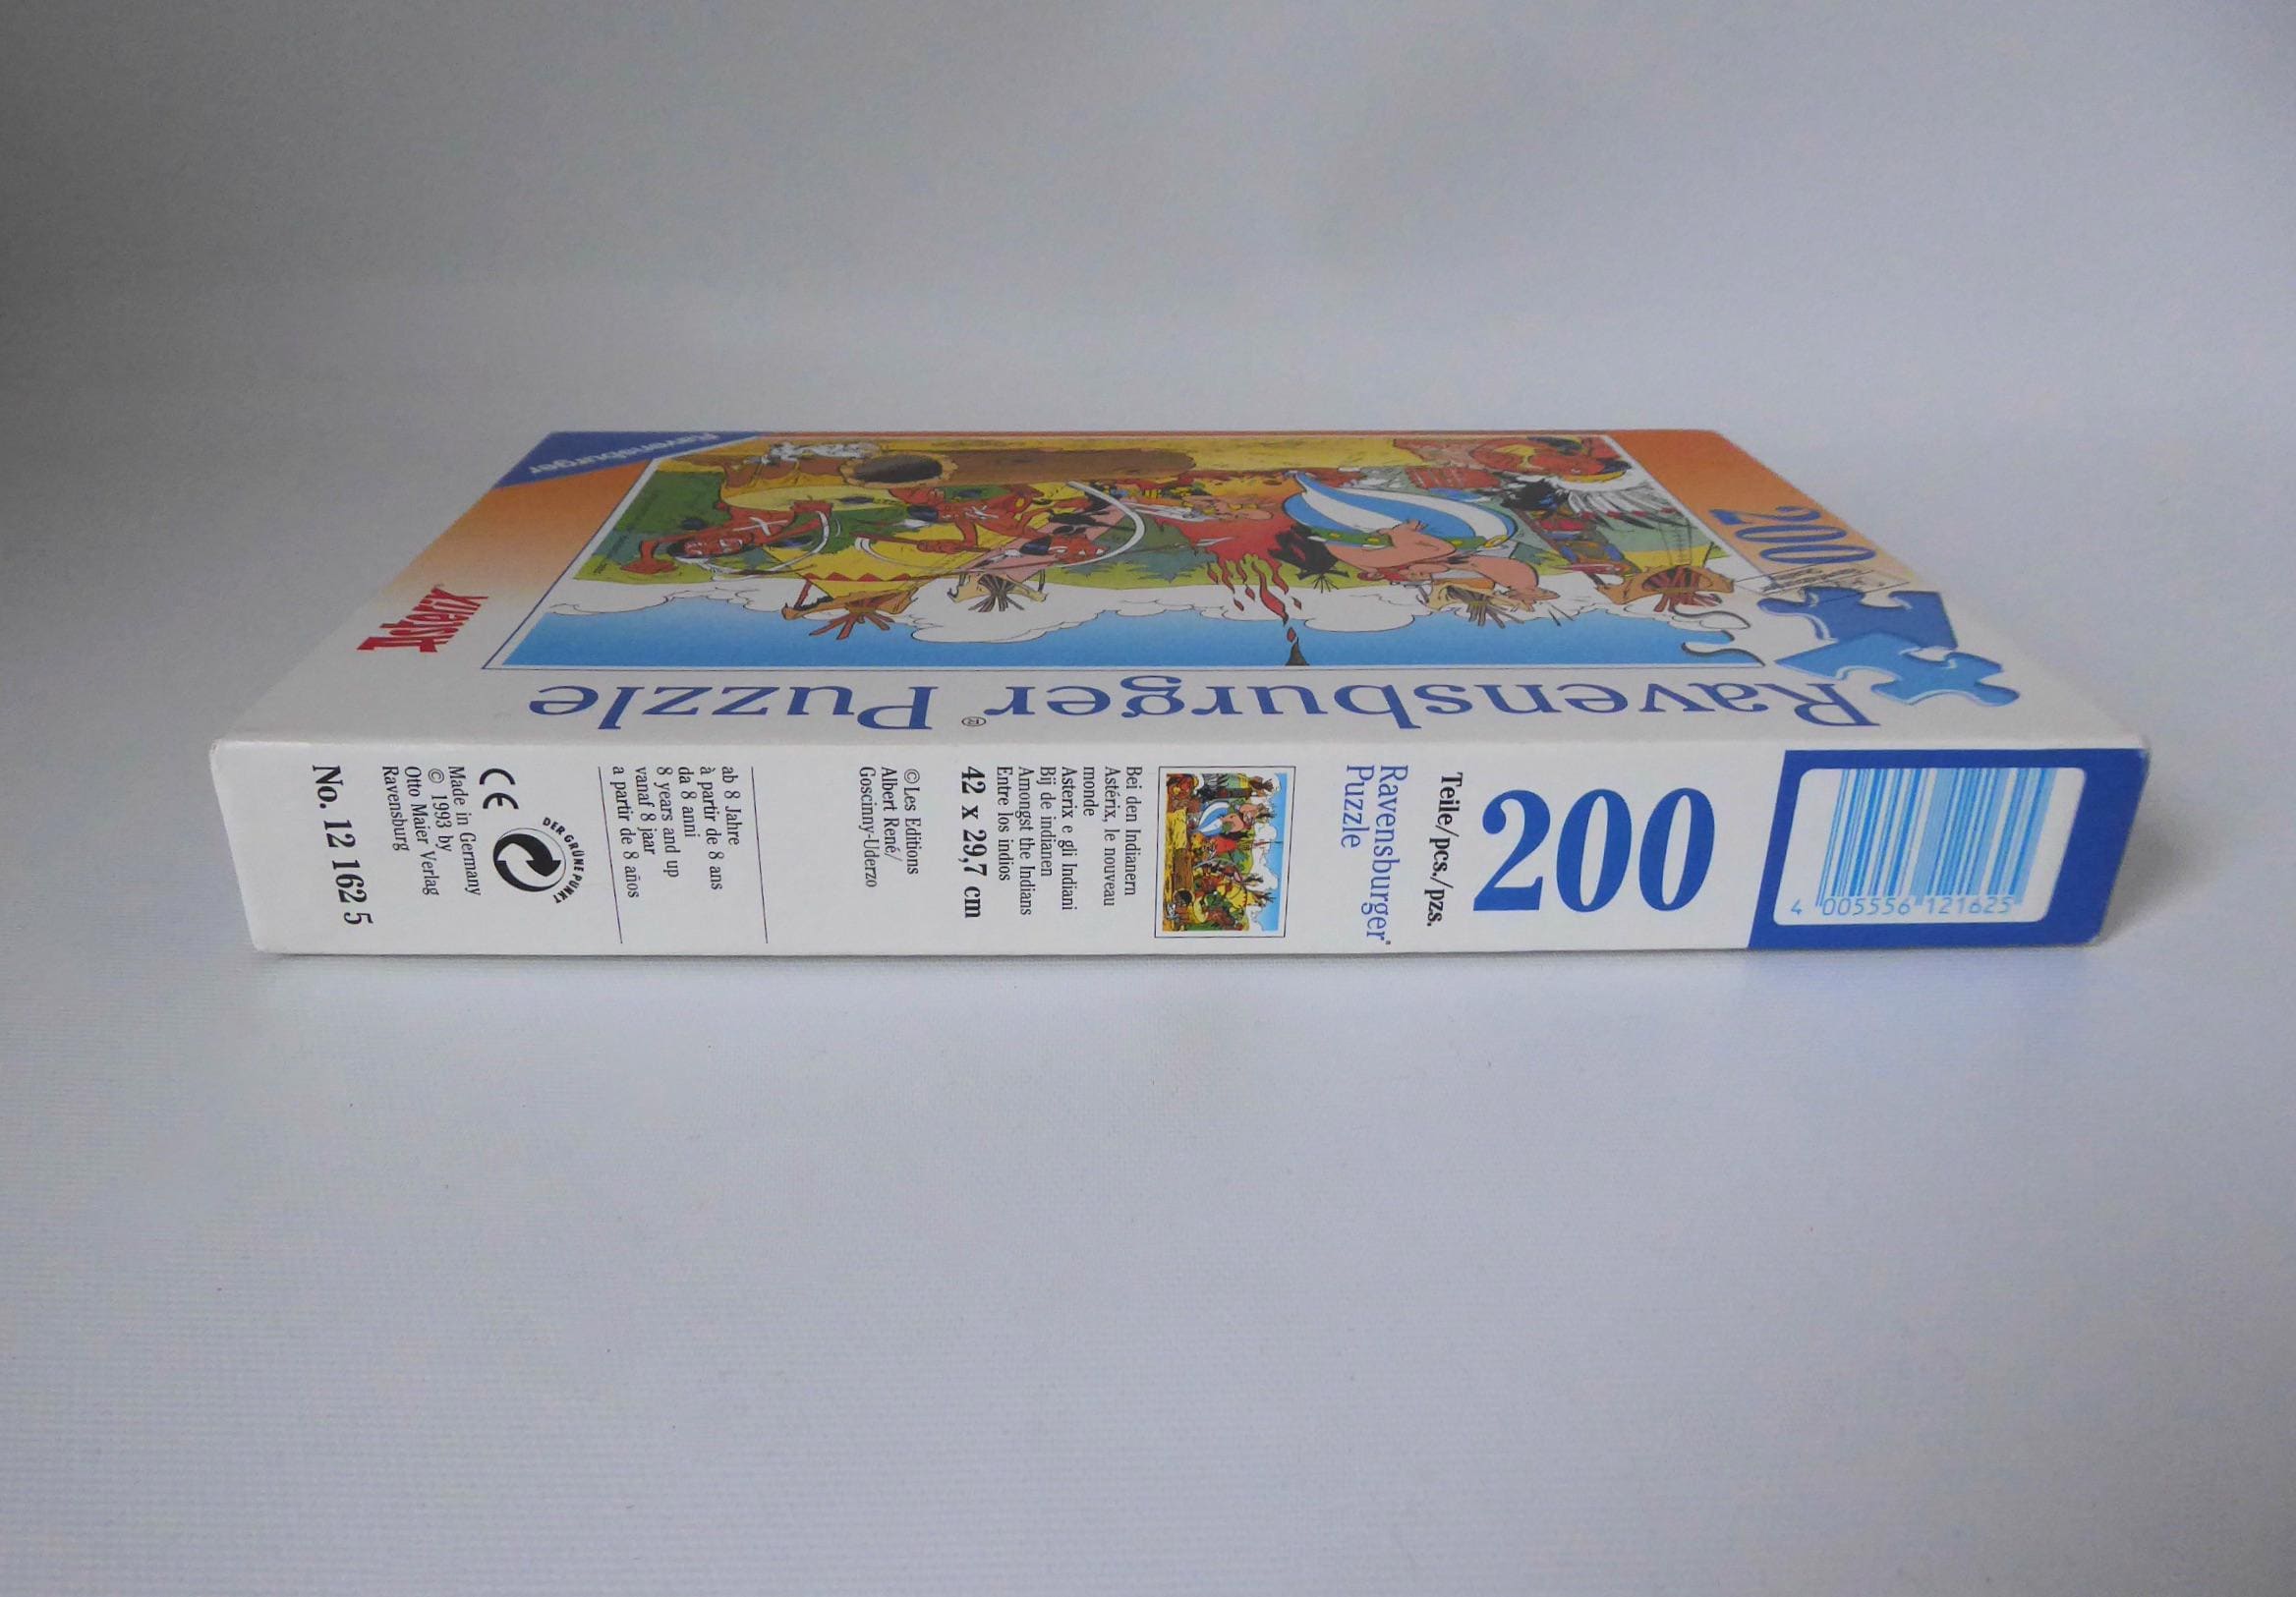 Ravensburger
200
Asterix
Ravensburger® Puzzle
4 005556 121625
200
Teile/pcs./pzs.
Ravensburger®
Puzzle
Bei den Indianern
Astérix, le nouveau
monde
Asterix e gli Indiani
Bij de indianen
Amongst the Indians
Entre los indios
42 x 29,7 cm
©Les Editions
Albert René/
Goscinny-Uderzo
ab 8 Jahre
à partir de 8 ans
da 8 anni
8 years and up
vanaf 8 jaar
a partir de 8 años
DER GRÜNE PUNKT
CE
Made in Germany
© 1993 by
Otto Maier Verlag
Ravensburg
No. 12 162 5